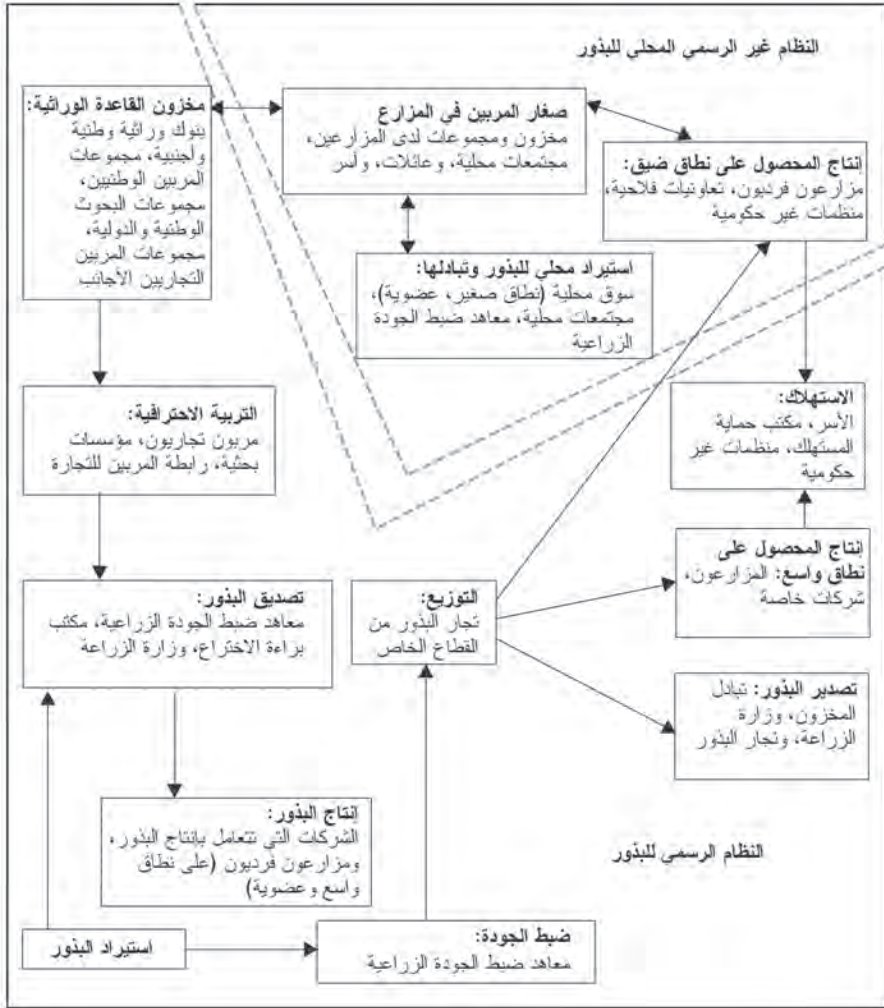 النظام غير الرسمي المحلي للبذور
مخزون القاعدة الوراثية:
بنوك وراثية وطنية
وأجنبية، مجموعات
المربين الوطنيين،
مجموعات البحوث
الوطنية والدولية،
مجموعات المربين
التجاريين الأجانب
صغار المربين في المزارع
مخزون ومجموعات لدى المزارعين،
مجتمعات محلية، وعائلات، وأسر
إنتاج المحصول على نطاق ضيق:
مزارعون فرديون، تعاونيات فلاحية،
منظمات غير حكومية
استيراد محلي للبذور وتبادلها:
سوق محلية (نطاق صغير، عضوية)،
مجتمعات محلية، معاهد ضبط الجودة
الزراعية
التربية الاحترافية:
مربون تجاريون، مؤسسات
بحثية، رابطة المربين للتجارة
الاستهلاك:
الأسر، مكتب حماية
المستهلك، منظمات غير
حكومية
إنتاج المحصول على
نطاق واسع: المزارعون،
شركات خاصة
تصديق البذور:
معاهد ضبط الجودة الزراعية، مكتب
براءة الاختراع، وزارة الزراعة
التوزيع:
تجار البذور من
القطاع الخاص
تصدير البذور: تبادل
المخزون، وزارة
الزراعة، وتجار البذور
إنتاج البذور:
الشركات التي تتعامل بإنتاج البذور،
ومزارعون فرديون (على نطاق
واسع وعضوية)
النظام الرسمي للبذور
استيراد البذور
ضبط الجودة:
معاهد ضبط الجودة الزراعية